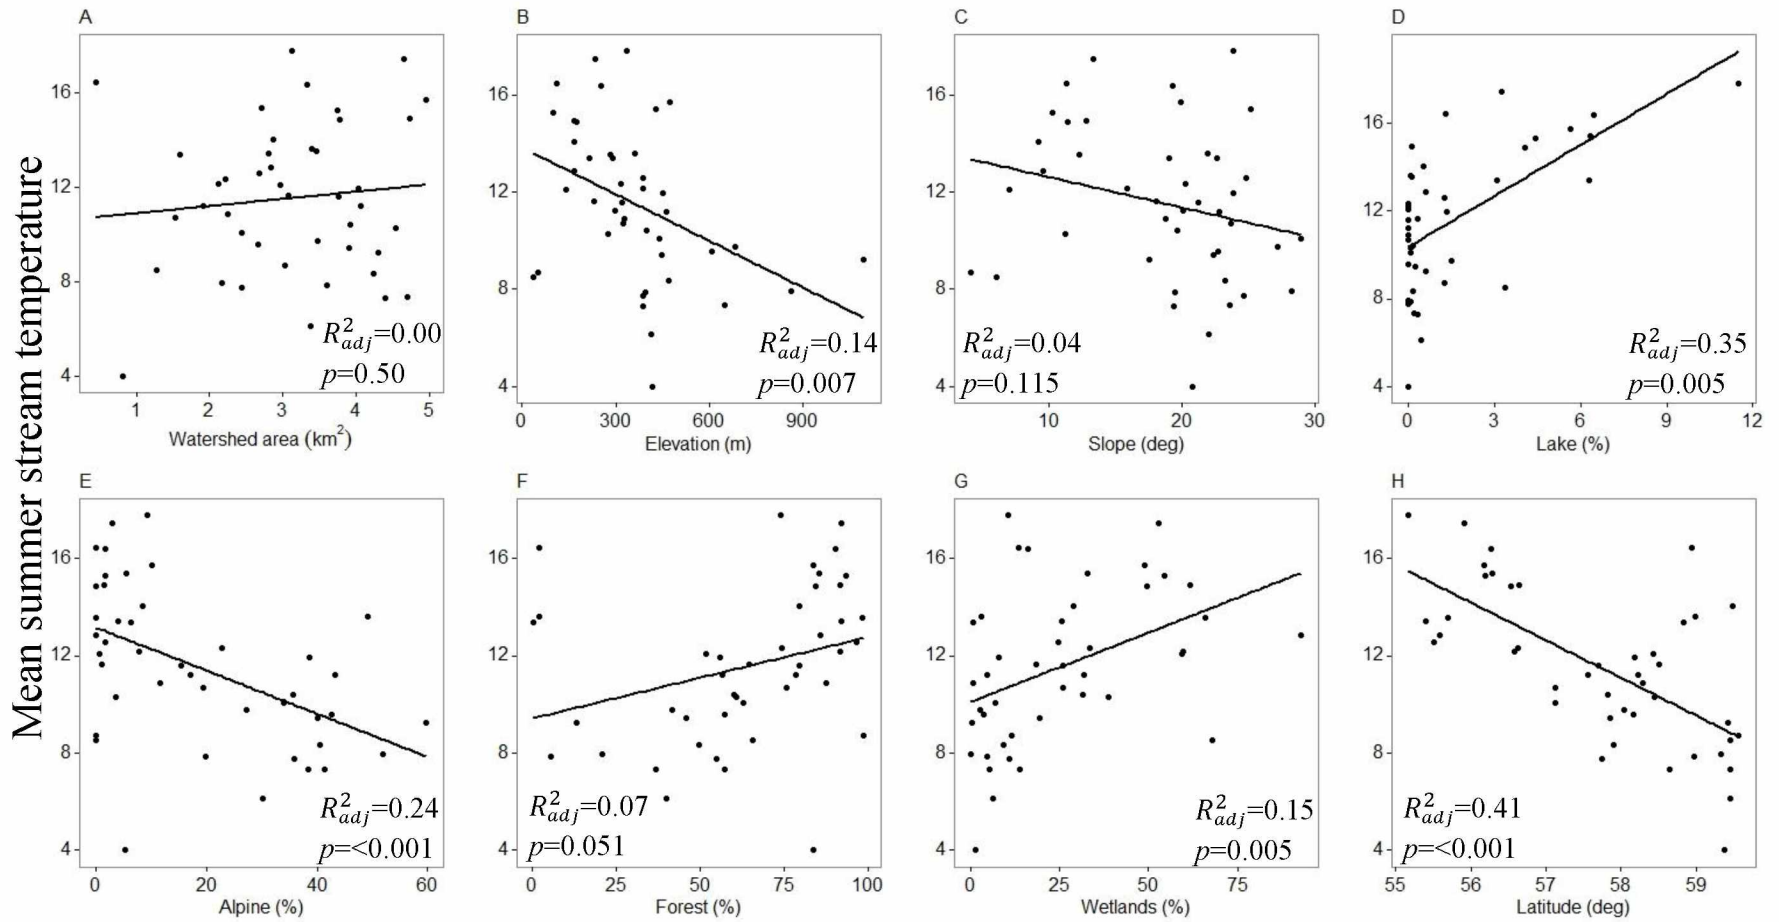 Mean summer stream temperature
A
16
12
8
4
R²adj=0.00
p=0.50
1 2 3 4 5
Watershed area (km²)
B
16
12
8
4
R²adj=0.14
p=0.007
0 300 600 900
Elevation (m)
C
16
12
8
4
R²adj=0.04
p=0.115
10 20 30
Slope (deg)
D
16
12
8
4
R²adj=0.35
p=0.005
0 3 6 9 12
Lake (%)
E
16
12
8
4
R²adj=0.24
p=<0.001
0 20 40 60
Alpine (%)
F
16
12
8
4
R²adj=0.07
p=0.051
0 25 50 75 100
Forest (%)
G
16
12
8
4
R²adj=0.15
p=0.005
0 25 50 75
Wetlands (%)
H
16
12
8
4
R²adj=0.41
p=<0.001
55 56 57 58 59
Latitude (deg)